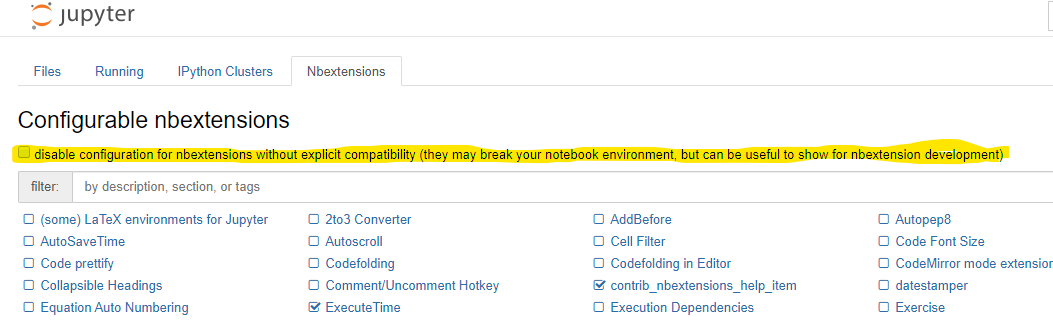 jupyter
Files Running IPython Clusters Nbextensions
Configurable nbextensions
disable configuration for nbextensions without explicit compatibility (they may break your notebook environment, but can be useful to show for nbextension development)
filter: by description, section, or tags
(some) LaTeX environments for Jupyter 2to3 Converter AddBefore Autopep8
AutoSaveTime Autoscroll Cell Filter Code Font Size
Code prettify Codefolding Codefolding in Editor CodeMirror mode extension
Collapsible Headings Comment/Uncomment Hotkey contrib_nbextensions_help_item datestamper
Equation Auto Numbering ExecuteTime Execution Dependencies Exercise